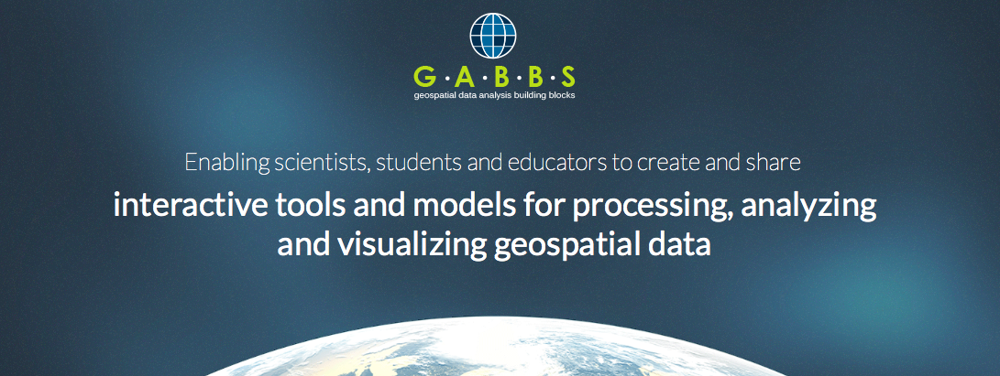 G·A·B·B·S
geospatial data analysis building blocks
Enabling scientists, students and educators to create and share
interactive tools and models for processing, analyzing
and visualizing geospatial data